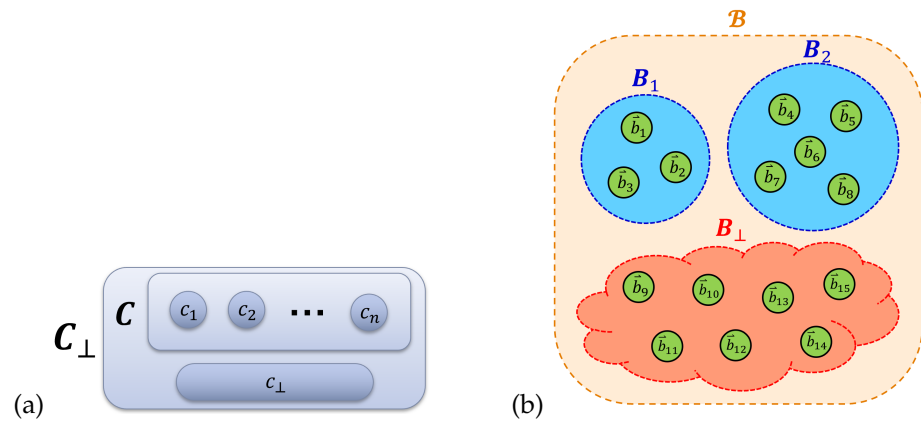 𝓑
B₁
B₂
b⃗₁
b⃗₂
b⃗₃
b⃗₄
b⃗₅
b⃗₆
b⃗₇
b⃗₈
B⊥
b⃗₉
b⃗₁₀
b⃗₁₃
b⃗₁₅
b⃗₁₁
b⃗₁₂
b⃗₁₄
C⊥
C
c₁ c₂ ⋯ cₙ
c⊥
(a)
(b)